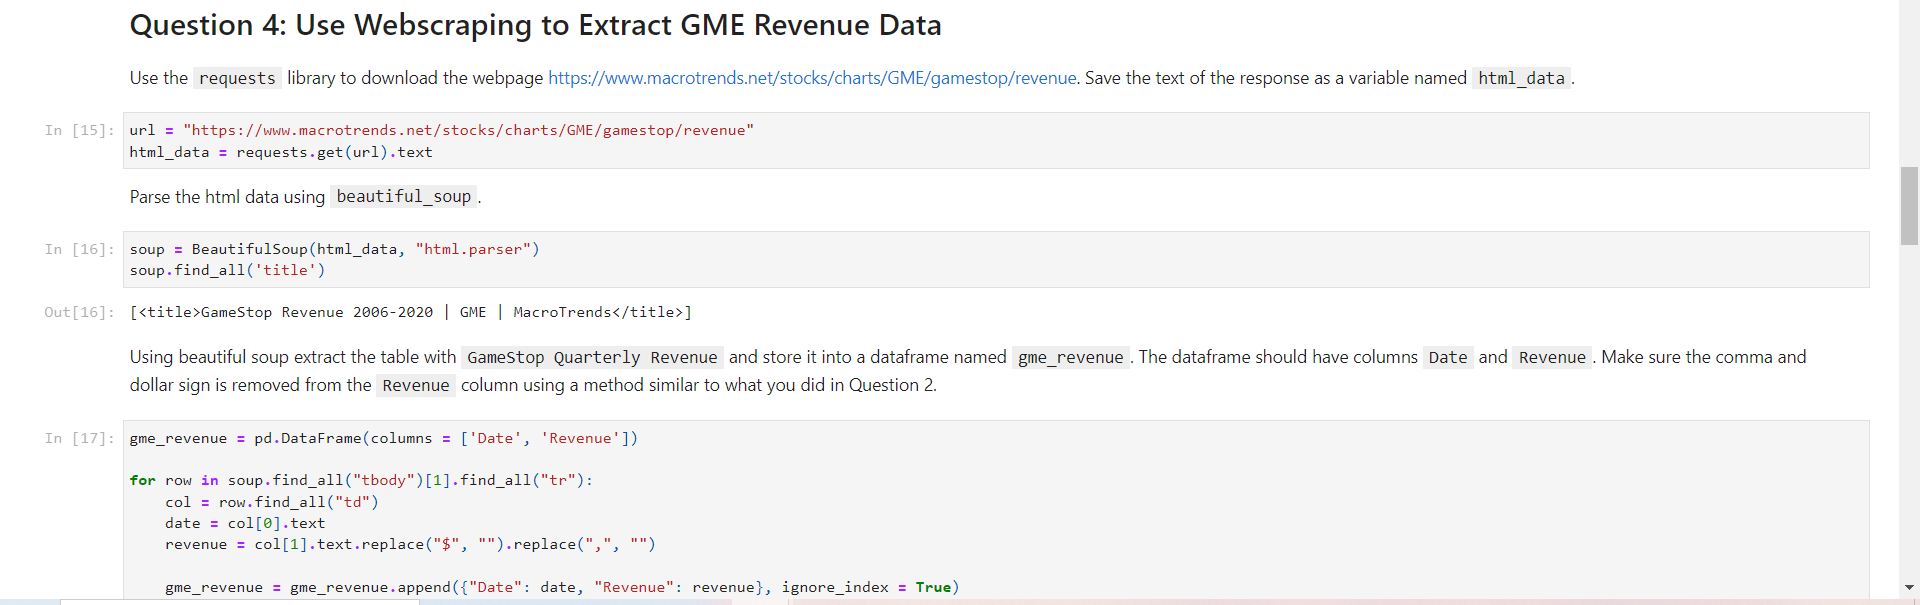 Question 4: Use Webscraping to Extract GME Revenue Data
Use the requests library to download the webpage https://www.macrotrends.net/stocks/charts/GME/gamestop/revenue. Save the text of the response as a variable named html_data.
In [15]: url = "https://www.macrotrends.net/stocks/charts/GME/gamestop/revenue"
html_data = requests.get(url).text
Parse the html data using beautiful_soup.
In [16]: soup = BeautifulSoup(html_data, "html.parser")
soup.find_all('title')
Out[16]: [<title>GameStop Revenue 2006-2020 | GME | MacroTrends</title>]
Using beautiful soup extract the table with GameStop Quarterly Revenue and store it into a dataframe named gme_revenue. The dataframe should have columns Date and Revenue. Make sure the comma and
dollar sign is removed from the Revenue column using a method similar to what you did in Question 2.
In [17]: gme_revenue = pd.DataFrame(columns = ['Date', 'Revenue'])
for row in soup.find_all("tbody")[1].find_all("tr"):
    col = row.find_all("td")
    date = col[0].text
    revenue = col[1].text.replace("$", "").replace(",", "")
    gme_revenue = gme_revenue.append({"Date": date, "Revenue": revenue}, ignore_index = True)